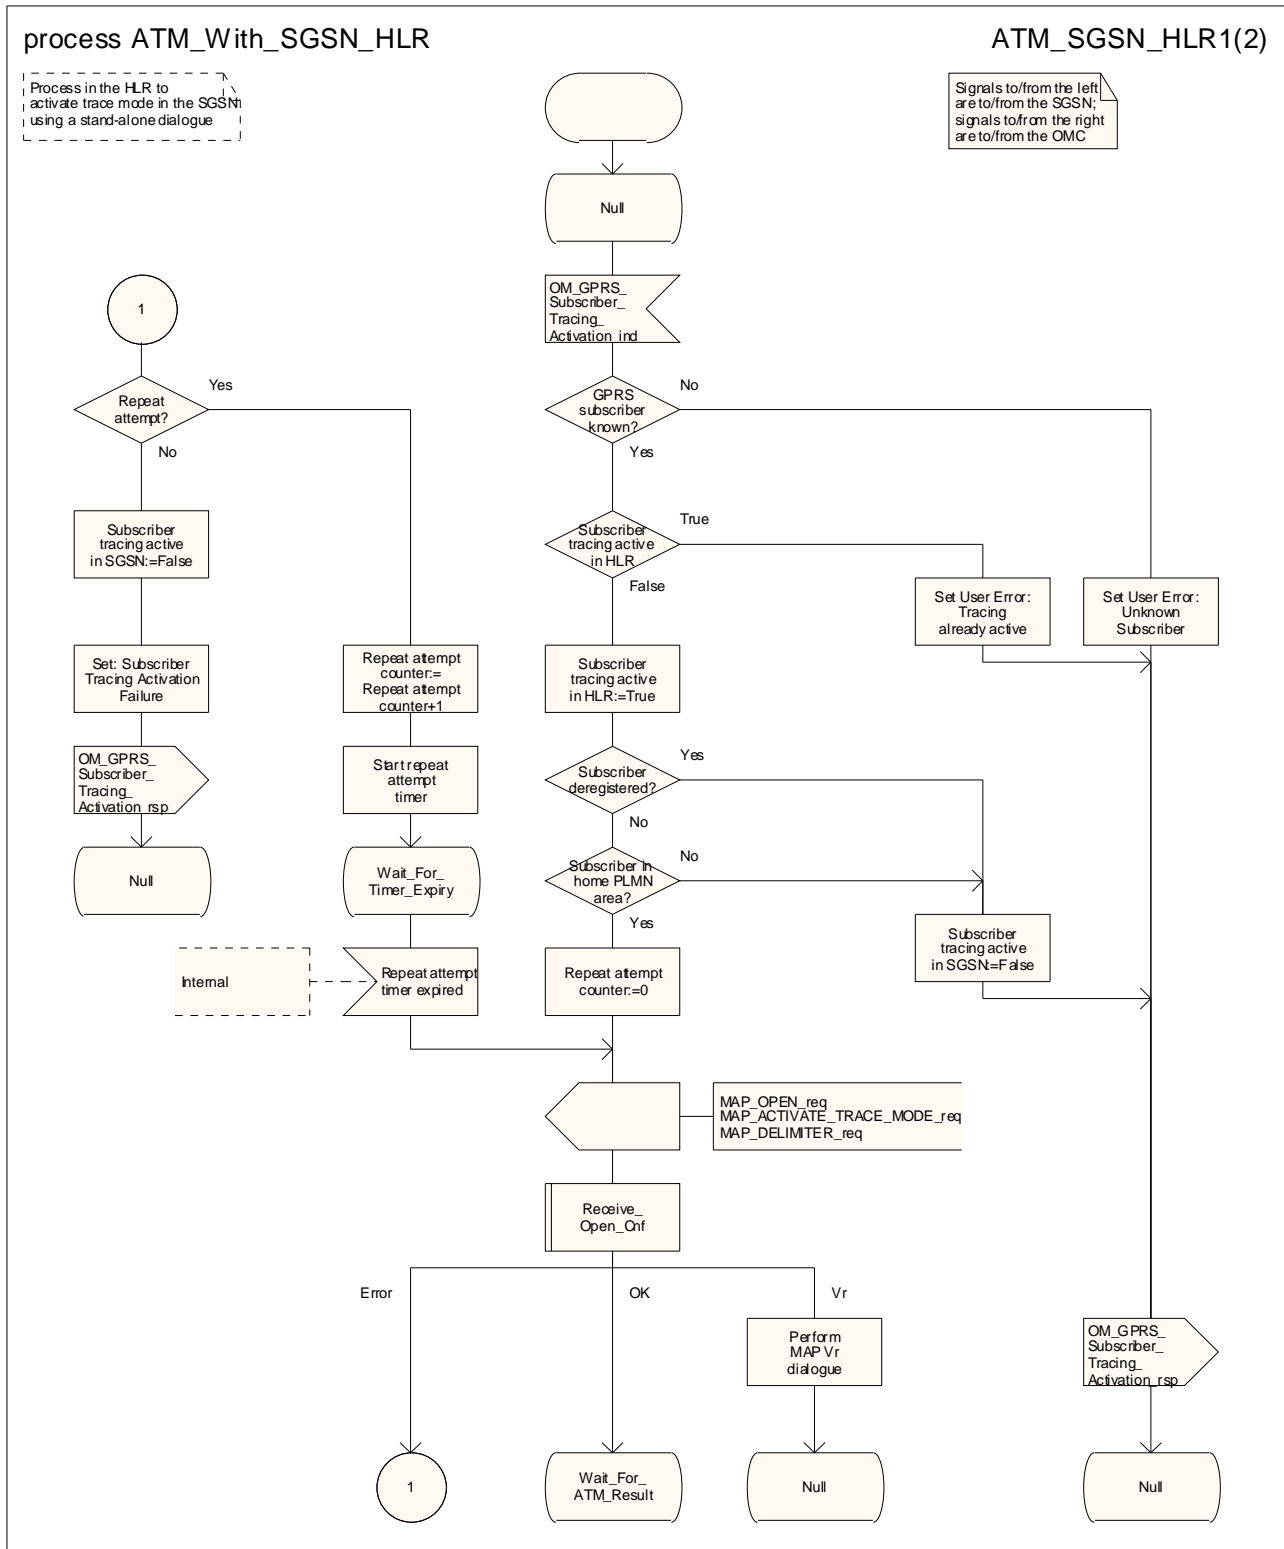 process ATM_With_SGSN_HLR
ATM_SGSN_HLR1(2)
Process in the HLR to
activate trace mode in the SGSN
using a stand-alone dialogue
Signals to/from the left
are to/from the SGSN;
signals to/from the right
are to/from the OMC
Null
OM_GPRS_
Subscriber_
Tracing_
Activation_ind
1
Repeat
attempt?
Yes
No
GPRS
subscriber
known?
No
Yes
Subscriber
tracing active
in SGSN:=False
Subscriber
tracing active
in HLR
True
False
Set User Error:
Tracing
already active
Set User Error:
Unknown
Subscriber
Set: Subscriber
Tracing Activation
Failure
Repeat attempt
counter:=
Repeat attempt
counter+1
Subscriber
tracing active
in HLR:=True
OM_GPRS_
Subscriber_
Tracing_
Activation_rsp
Start repeat
attempt
timer
Subscriber
deregistered?
Yes
No
Null
Wait_For_
Timer_Expiry
Subscriber in
home PLMN
area?
No
Yes
Subscriber
tracing active
in SGSN:=False
Internal
Repeat attempt
timer expired
Repeat attempt
counter:=0
MAP_OPEN_req
MAP_ACTIVATE_TRACE_MODE_req
MAP_DELIMITER_req
Receive_
Open_Cnf
Error
OK
Vr
Perform
MAP Vr
dialogue
OM_GPRS_
Subscriber_
Tracing_
Activation_rsp
1
Wait_For_
ATM_Result
Null
Null